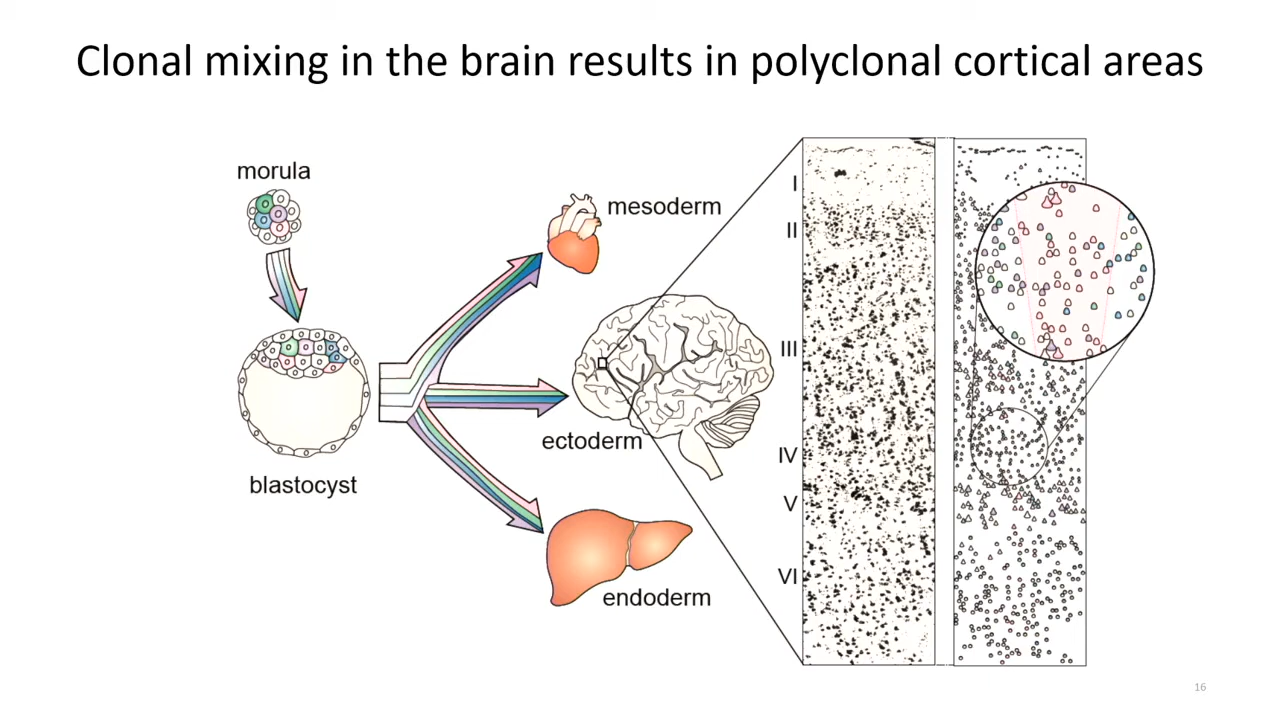 Clonal mixing in the brain results in polyclonal cortical areas
morula
mesoderm
blastocyst
ectoderm
endoderm
I
II
III
IV
V
VI
16